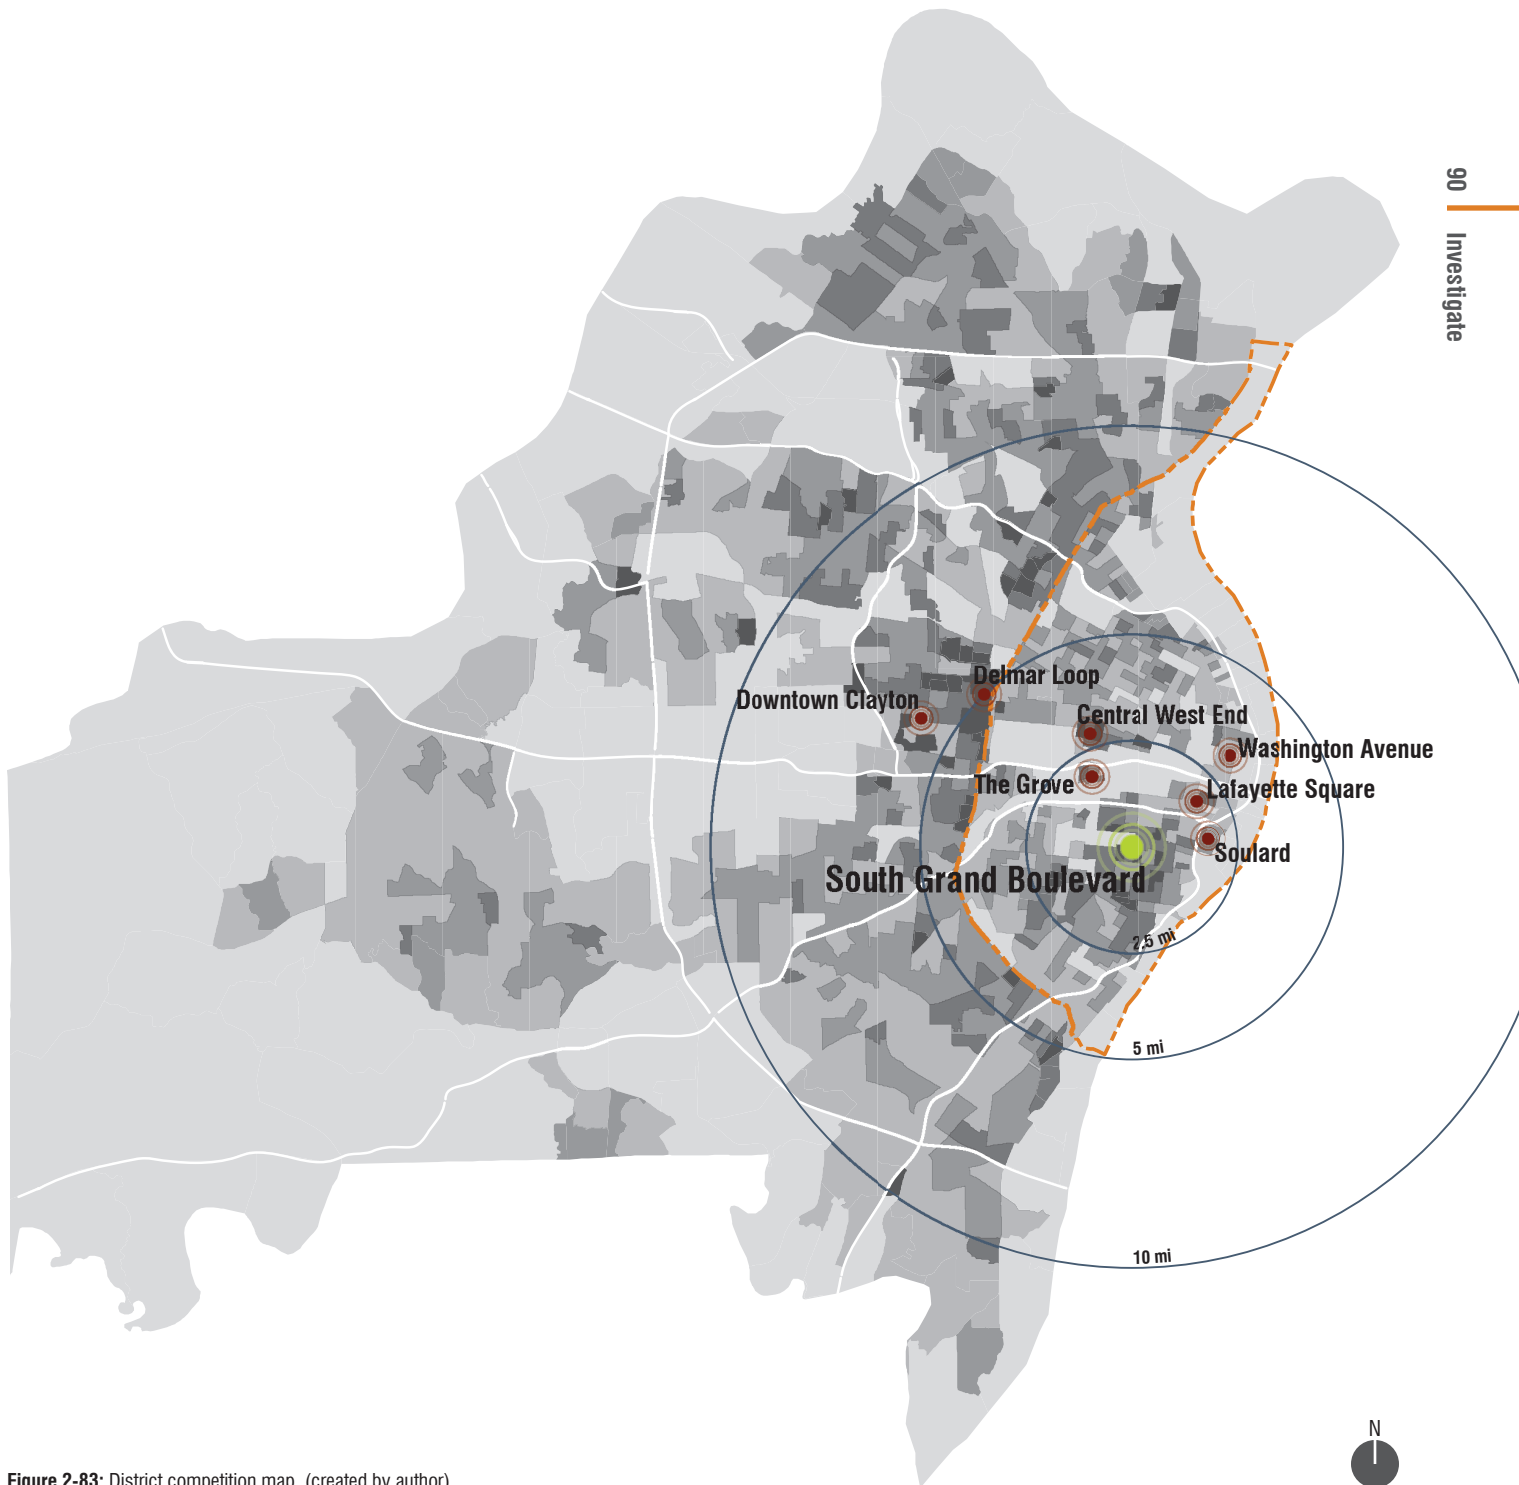 90 Investigate
Delmar Loop
Downtown Clayton
Central West End
Washington Avenue
The Grove
Lafayette Square
Soulard
South Grand Boulevard
2.5 mi
5 mi
10 mi
N
Figure 2-83: District competition map. (created by author)